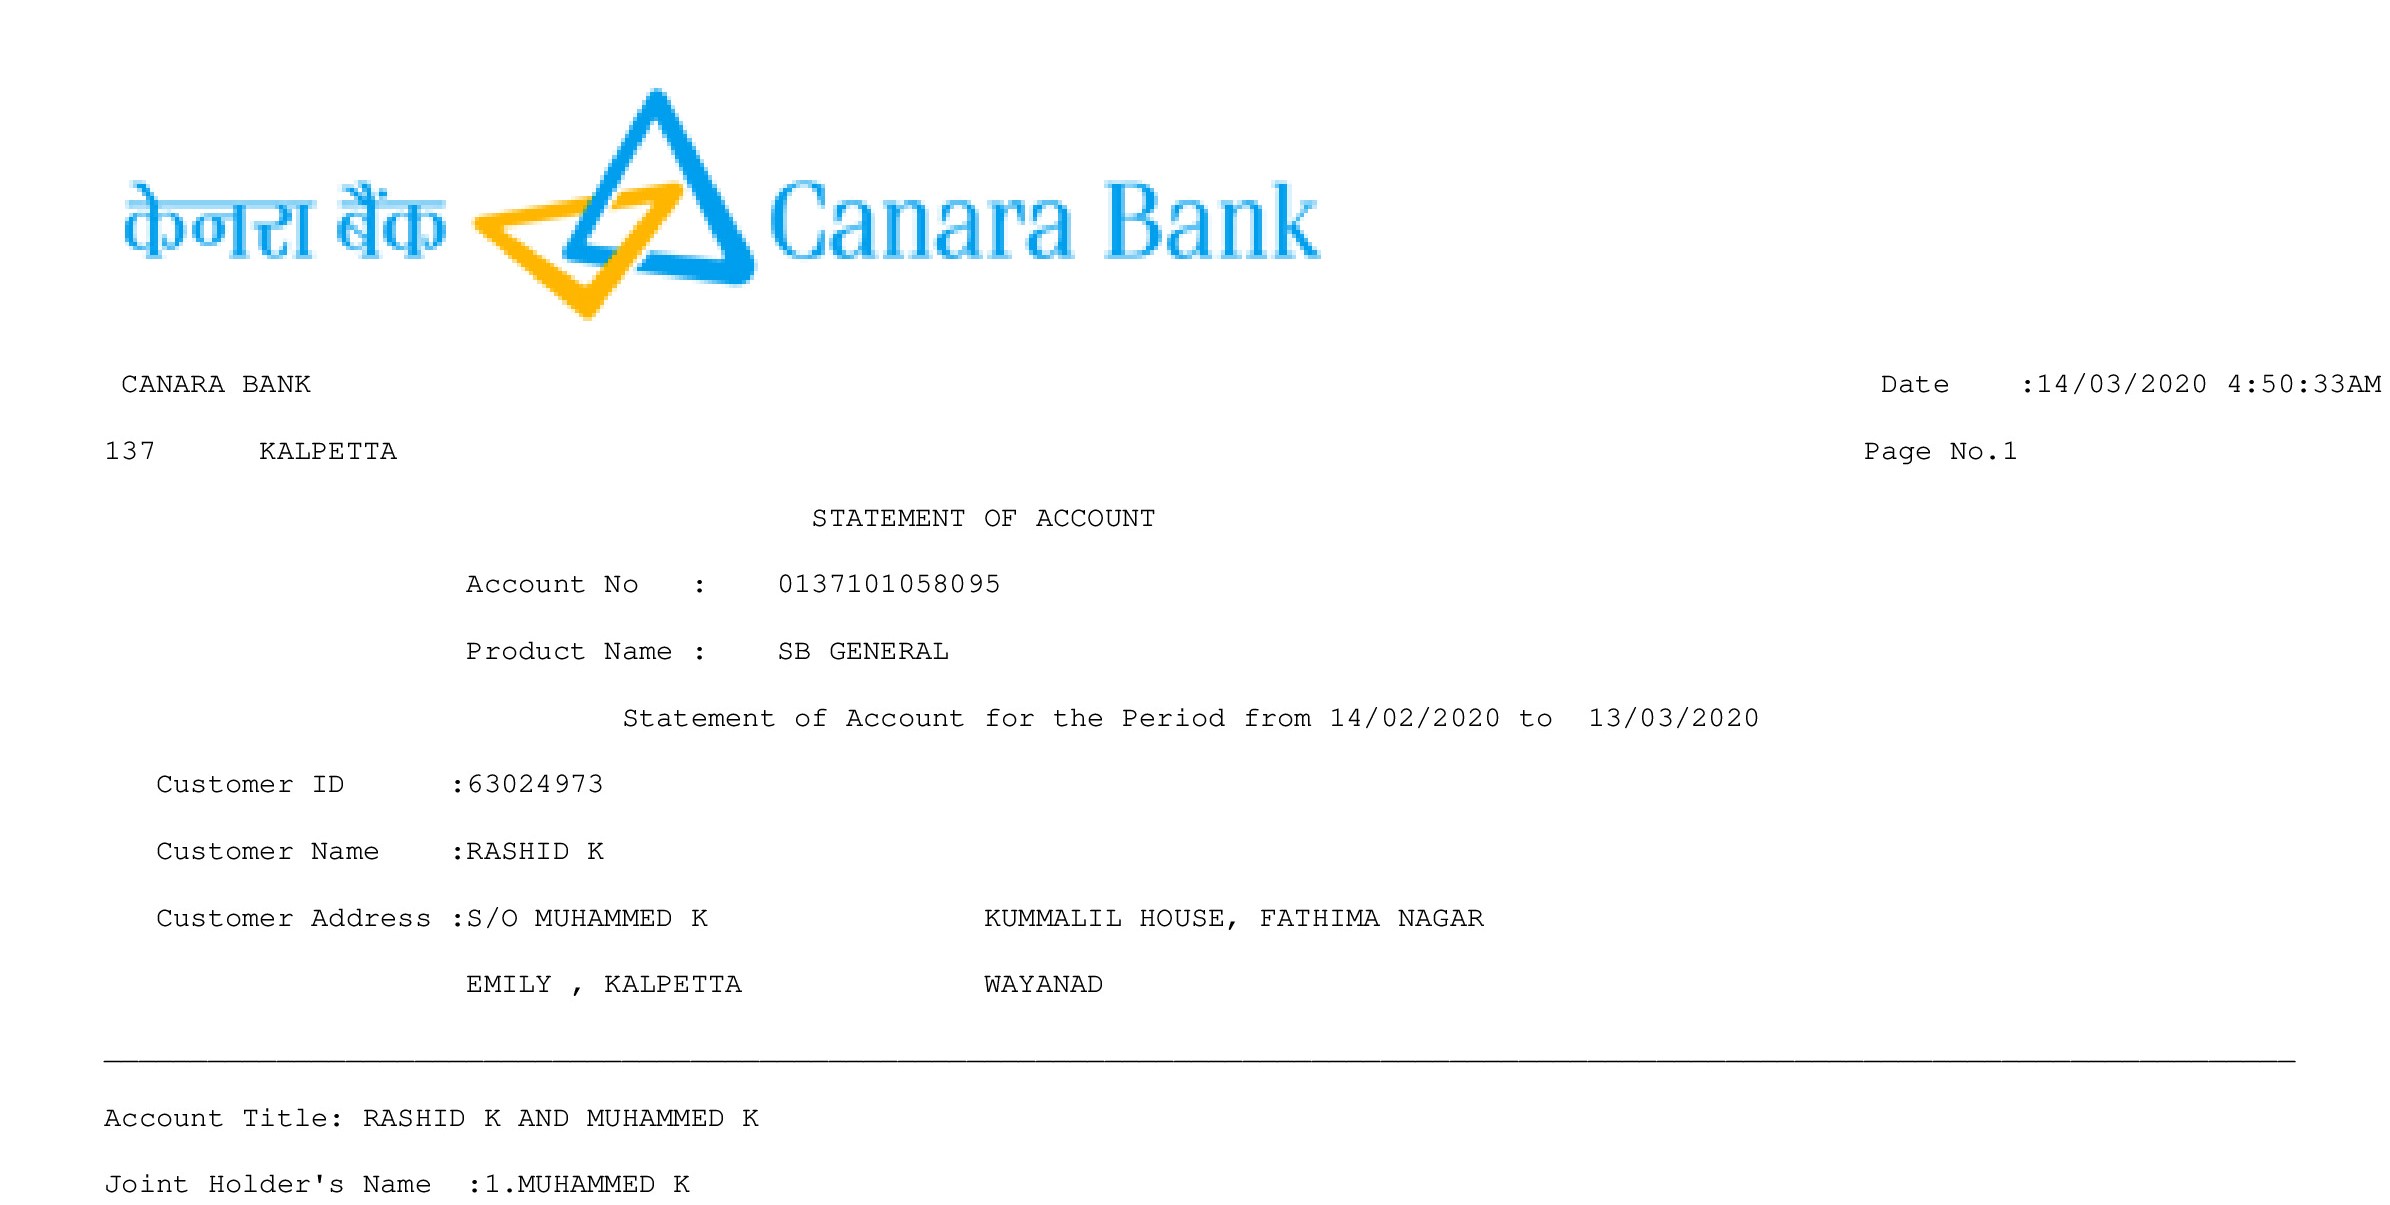 केनरा बैंक Canara Bank
CANARA BANK Date :14/03/2020 4:50:33AM
137 KALPETTA Page No.1
STATEMENT OF ACCOUNT
Account No : 0137101058095
Product Name : SB GENERAL
Statement of Account for the Period from 14/02/2020 to 13/03/2020
Customer ID :63024973
Customer Name :RASHID K
Customer Address :S/O MUHAMMED K KUMMALIL HOUSE, FATHIMA NAGAR
EMILY , KALPETTA WAYANAD
Account Title: RASHID K AND MUHAMMED K
Joint Holder's Name :1.MUHAMMED K